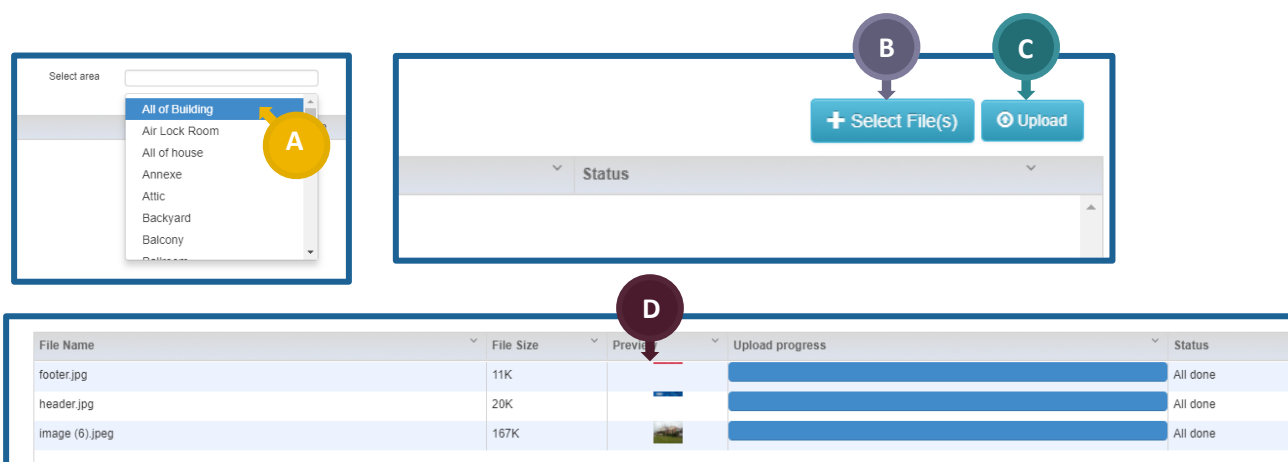 B
C
Select area
All of Building
Air Lock Room
All of house
Annexe
Attic
Backyard
Balcony
A
Select File(s)
Upload
Status
D
File Name File Size Preview Upload progress Status
footer.jpg 11K All done
header.jpg 20K All done
image (6).jpeg 167K All done